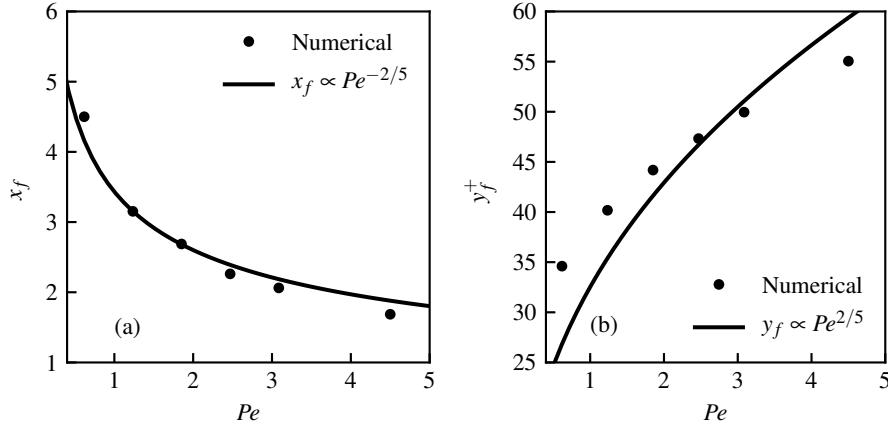 6
5
4
3
2
1
x_f
Numerical
x_f ∝ Pe^{-2/5}
(a)
1 2 3 4 5
Pe
60
55
50
45
40
35
30
25
y_f^+
Numerical
y_f ∝ Pe^{2/5}
(b)
1 2 3 4 5
Pe